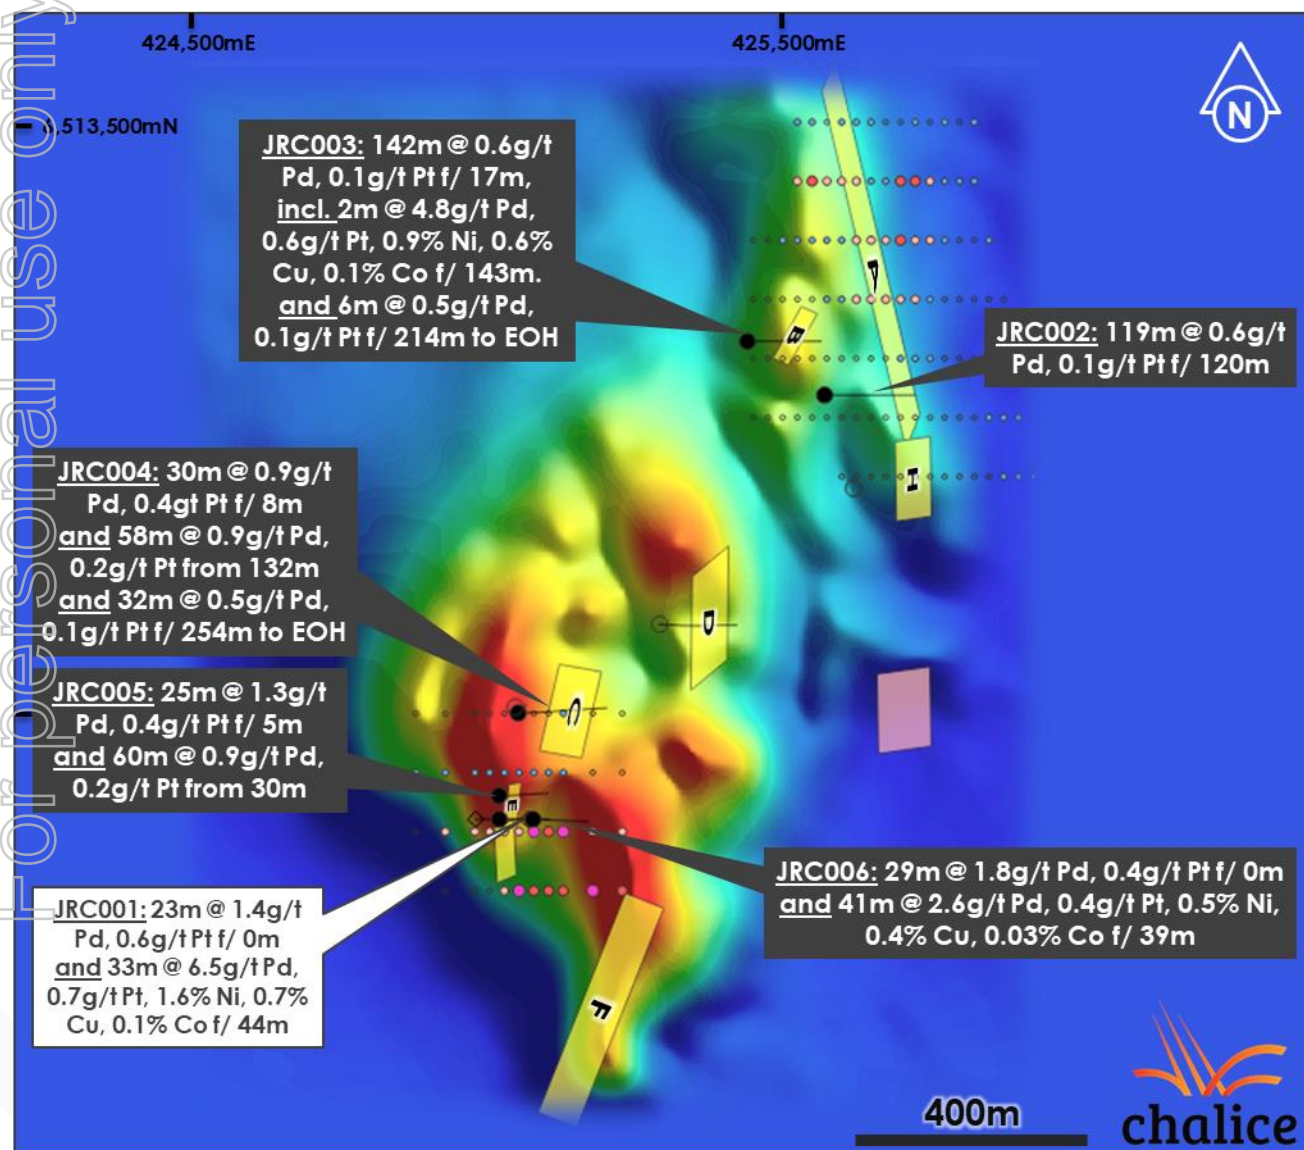 For personal use only
424,500mE
425,500mE
6,513,500mN
N
JRC003: 142m @ 0.6g/t
Pd, 0.1g/t Pt f/ 17m,
incl. 2m @ 4.8g/t Pd,
0.6g/t Pt, 0.9% Ni, 0.6%
Cu, 0.1% Co f/ 143m.
and 6m @ 0.5g/t Pd,
0.1g/t Pt f/ 214m to EOH
A
B
JRC002: 119m @ 0.6g/t
Pd, 0.1g/t Pt f/ 120m
H
JRC004: 30m @ 0.9g/t
Pd, 0.4gt Pt f/ 8m
and 58m @ 0.9g/t Pd,
0.2g/t Pt from 132m
and 32m @ 0.5g/t Pd,
0.1g/t Pt f/ 254m to EOH
D
C
JRC005: 25m @ 1.3g/t
Pd, 0.4g/t Pt f/ 5m
and 60m @ 0.9g/t Pd,
0.2g/t Pt from 30m
E
JRC006: 29m @ 1.8g/t Pd, 0.4g/t Pt f/ 0m
and 41m @ 2.6g/t Pd, 0.4g/t Pt, 0.5% Ni,
0.4% Cu, 0.03% Co f/ 39m
JRC001: 23m @ 1.4g/t
Pd, 0.6g/t Pt f/ 0m
and 33m @ 6.5g/t Pd,
0.7g/t Pt, 1.6% Ni, 0.7%
Cu, 0.1% Co f/ 44m
F
400m
chalice